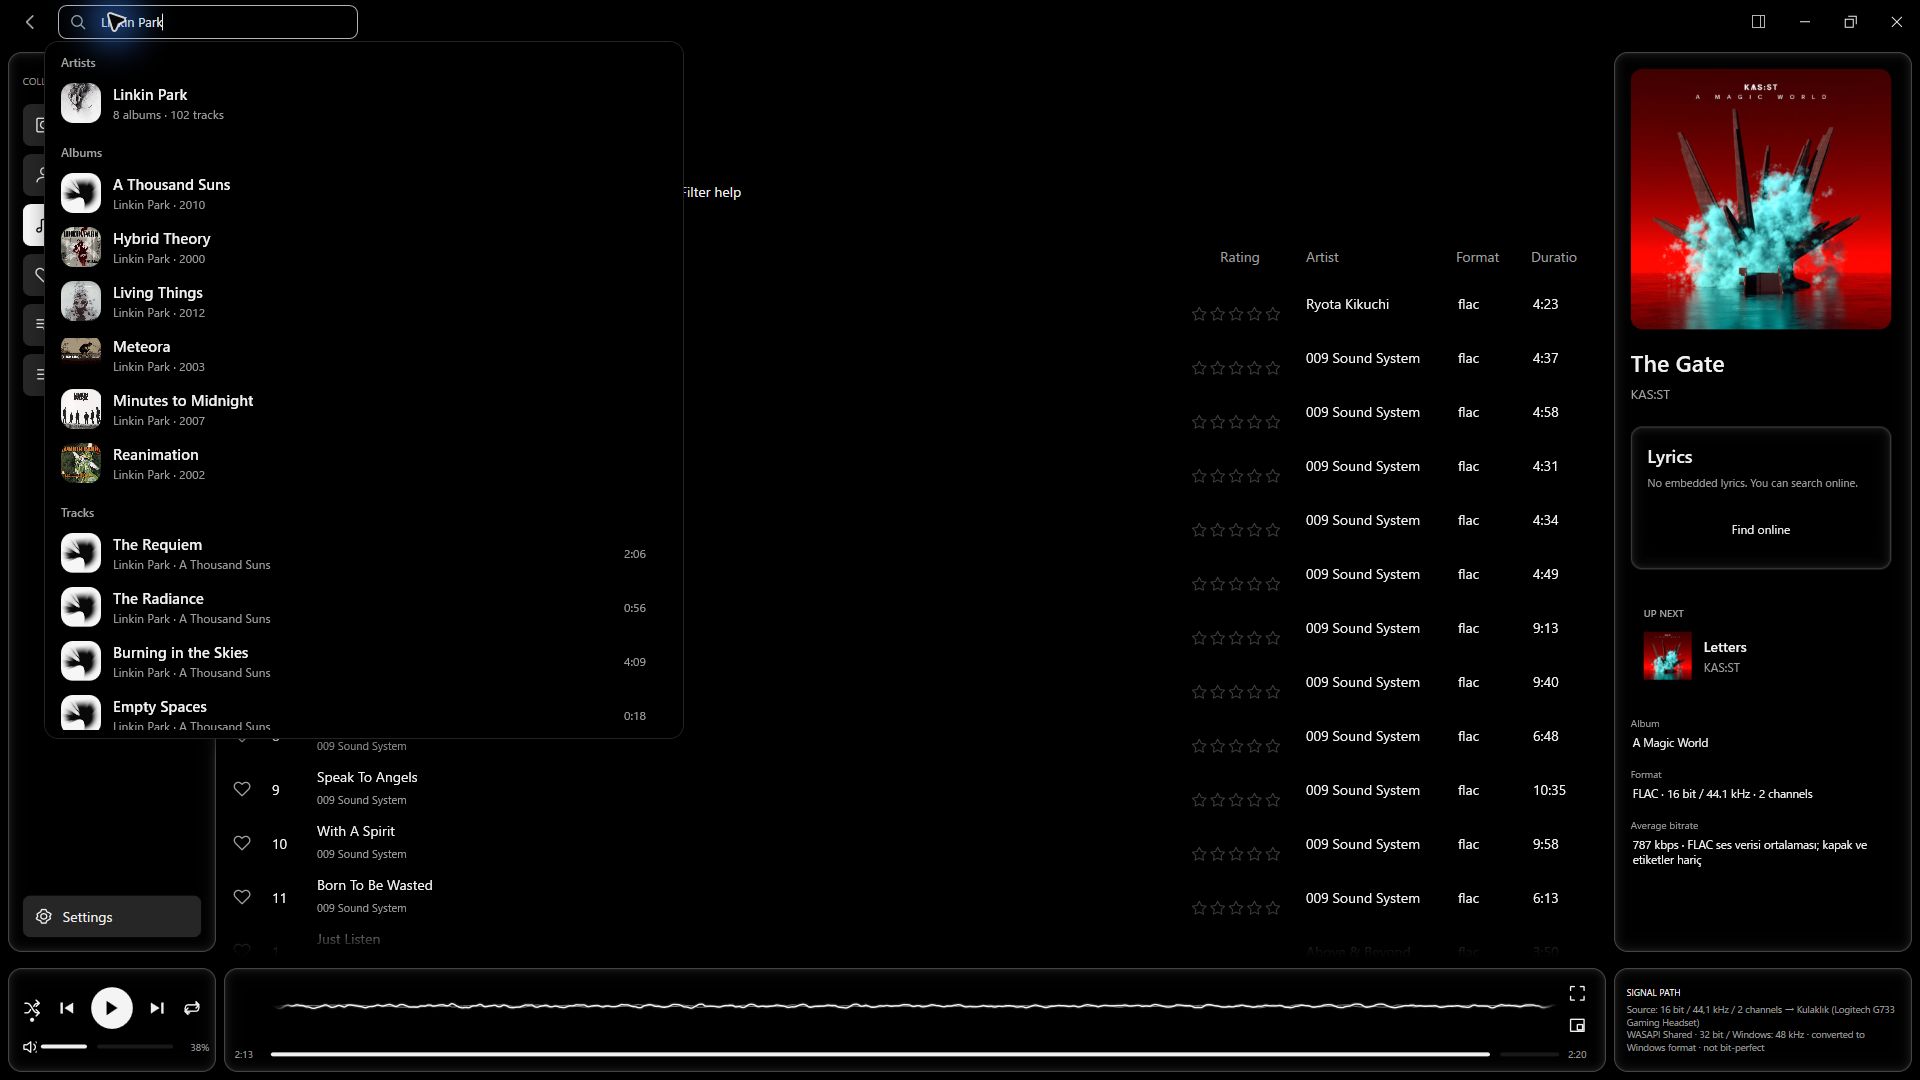 Linkin Park
COLL
Artists
Linkin Park
8 albums · 102 tracks
Albums
A Thousand Suns
Linkin Park · 2010
Hybrid Theory
Linkin Park · 2000
Living Things
Linkin Park · 2012
Meteora
Linkin Park · 2003
Minutes to Midnight
Linkin Park · 2007
Reanimation
Linkin Park · 2002
Tracks
The Requiem
Linkin Park · A Thousand Suns
2:06
The Radiance
Linkin Park · A Thousand Suns
0:56
Burning in the Skies
Linkin Park · A Thousand Suns
4:09
Empty Spaces
Linkin Park · A Thousand Suns
0:18
Settings
Filter help
Rating Artist Format Duratio
Ryota Kikuchi flac 4:23
009 Sound System flac 4:37
009 Sound System flac 4:58
009 Sound System flac 4:31
009 Sound System flac 4:34
009 Sound System flac 4:49
009 Sound System flac 9:13
009 Sound System flac 9:40
009 Sound System flac 6:48
009 Sound System
9 Speak To Angels 009 Sound System flac 10:35
009 Sound System
10 With A Spirit 009 Sound System flac 9:58
009 Sound System
11 Born To Be Wasted 009 Sound System flac 6:13
009 Sound System
Just Listen
Above & Beyond flac 3:50
KAS:ST
A MAGIC WORLD
The Gate
KAS:ST
Lyrics
No embedded lyrics. You can search online.
Find online
UP NEXT
Letters
KAS:ST
Album
A Magic World
Format
FLAC · 16 bit / 44.1 kHz · 2 channels
Average bitrate
787 kbps · FLAC ses verisi ortalaması; kapak ve
etiketler hariç
38%
2:13
2:20
SIGNAL PATH
Source: 16 bit / 44,1 kHz / 2 channels → Kulaklık (Logitech G733
Gaming Headset)
WASAPI Shared · 32 bit / Windows: 48 kHz · converted to
Windows format · not bit-perfect